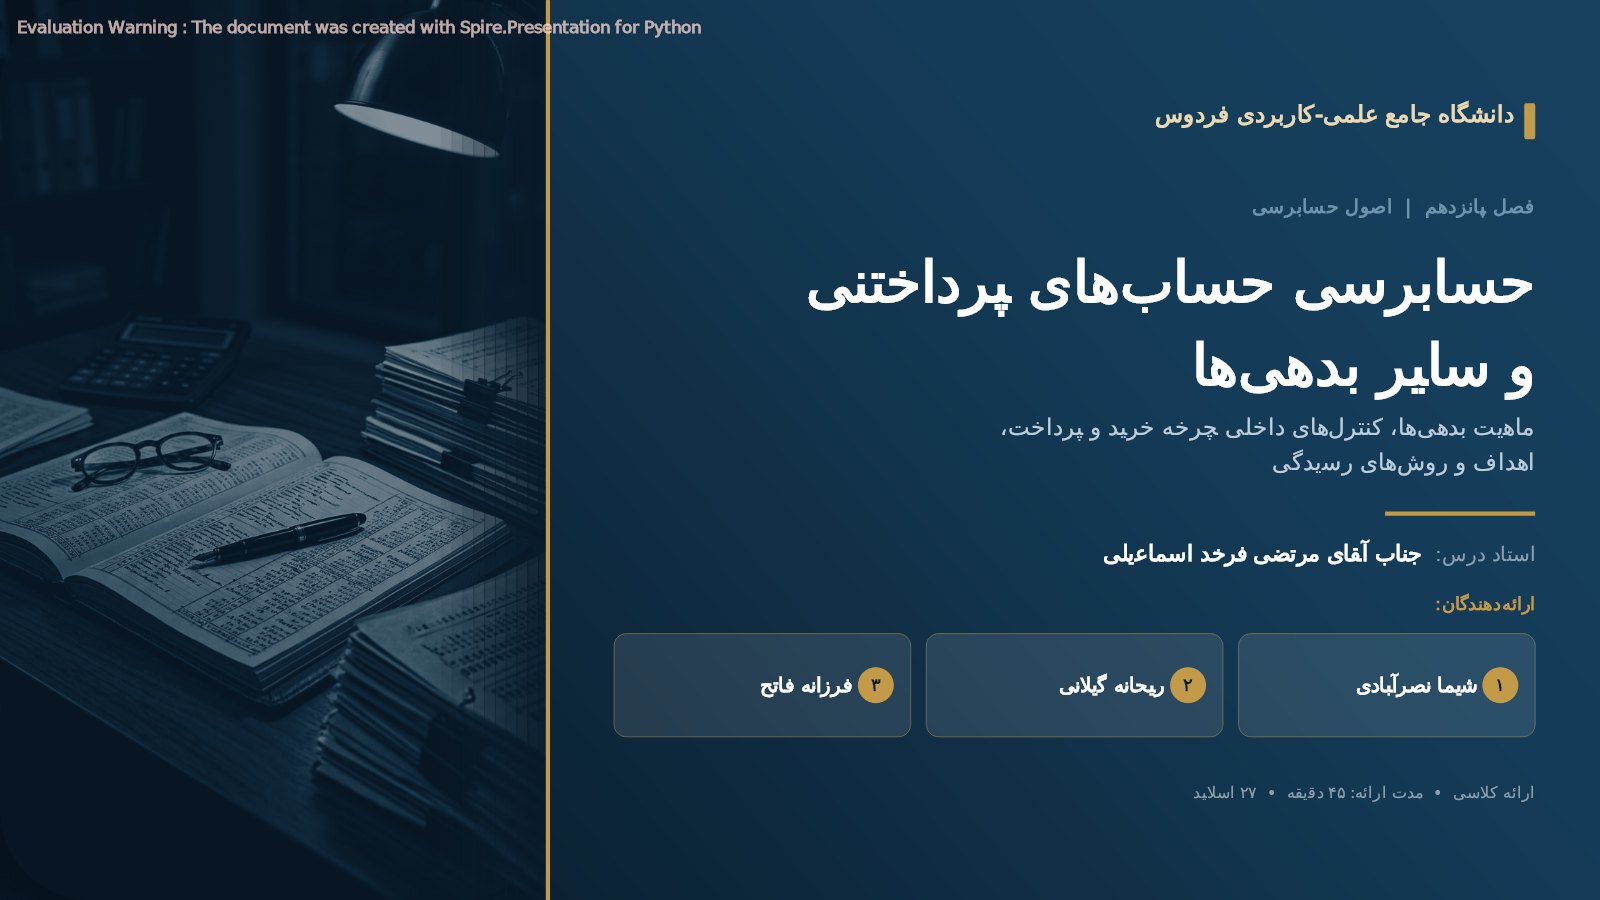 Evaluation Warning : The document was created with Spire.Presentation for Python
دانشگاه جامع علمی-کاربردی فردوس
فصل پانزدهم | اصول حسابرسی
حسابرسی حساب‌های پرداختنی
و سایر بدهی‌ها
ماهیت بدهی‌ها، کنترل‌های داخلی چرخه خرید و پرداخت،
اهداف و روش‌های رسیدگی
استاد درس: جناب آقای مرتضی فرخد اسماعیلی
ارائه‌دهندگان:
۱ شیما نصرآبادی
۲ ریحانه گیلانی
۳ فرزانه فاتح
ارائه کلاسی • مدت ارائه: ۴۵ دقیقه • ۲۷ اسلاید